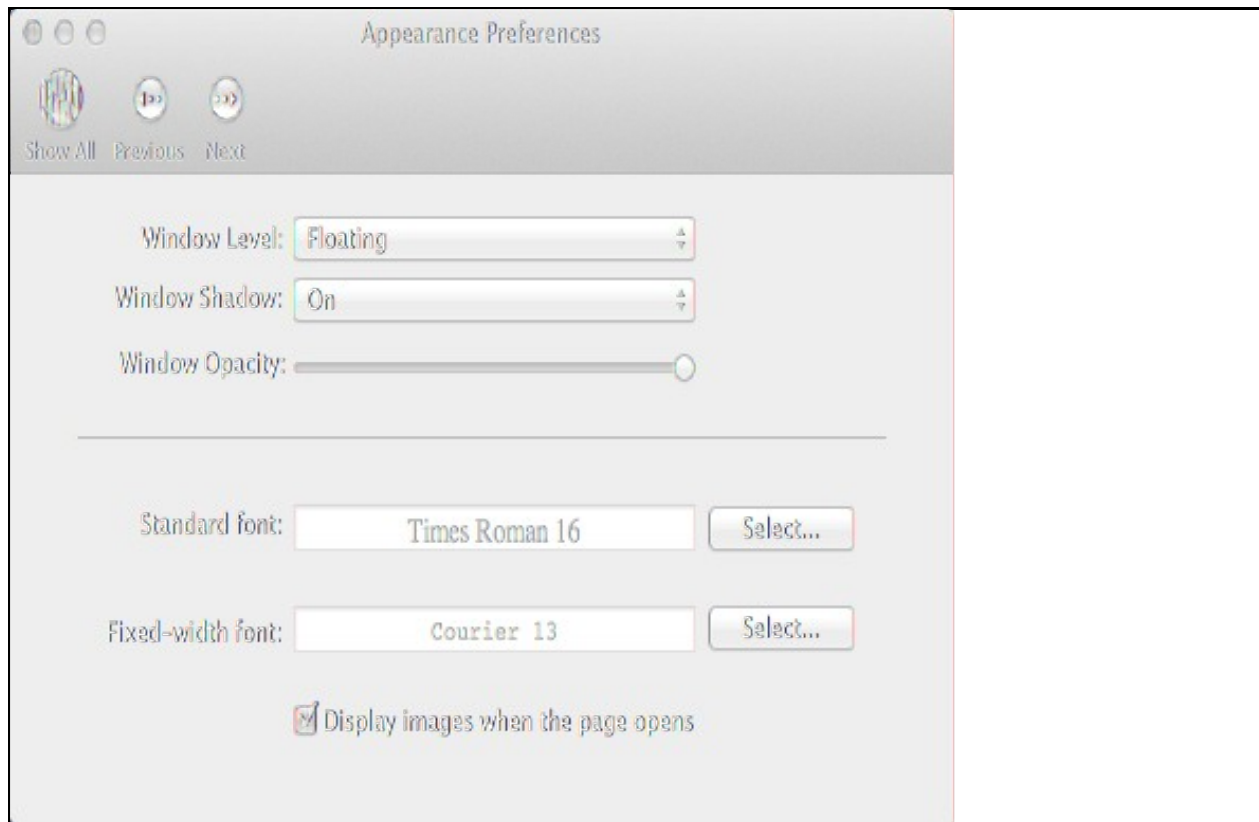 Appearance Preferences
Show All Previous Next
Window Level: Floating
Window Shadow: On
Window Opacity:
Standard font: Times Roman 16 Select...
Fixed-width font: Courier 13 Select...
Display images when the page opens